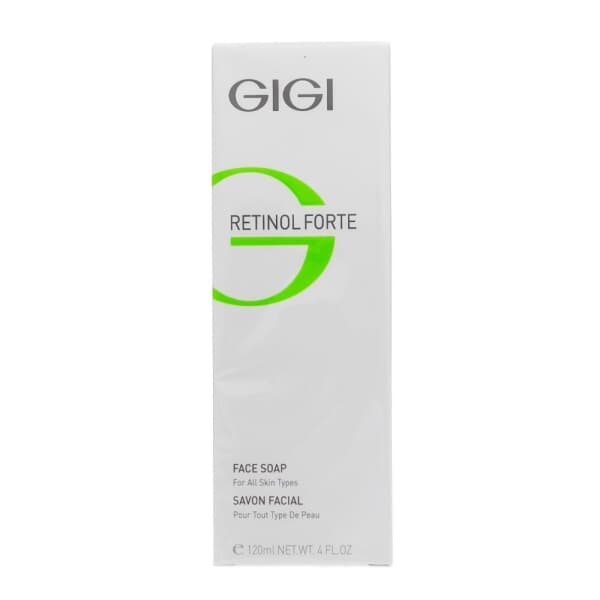 GIGI
RETINOL FORTE
FACE SOAP
For All Skin Types
SAVON FACIAL
Pour Tout Type De Peau
℮ 120ml.NET.WT. 4 FL.OZ